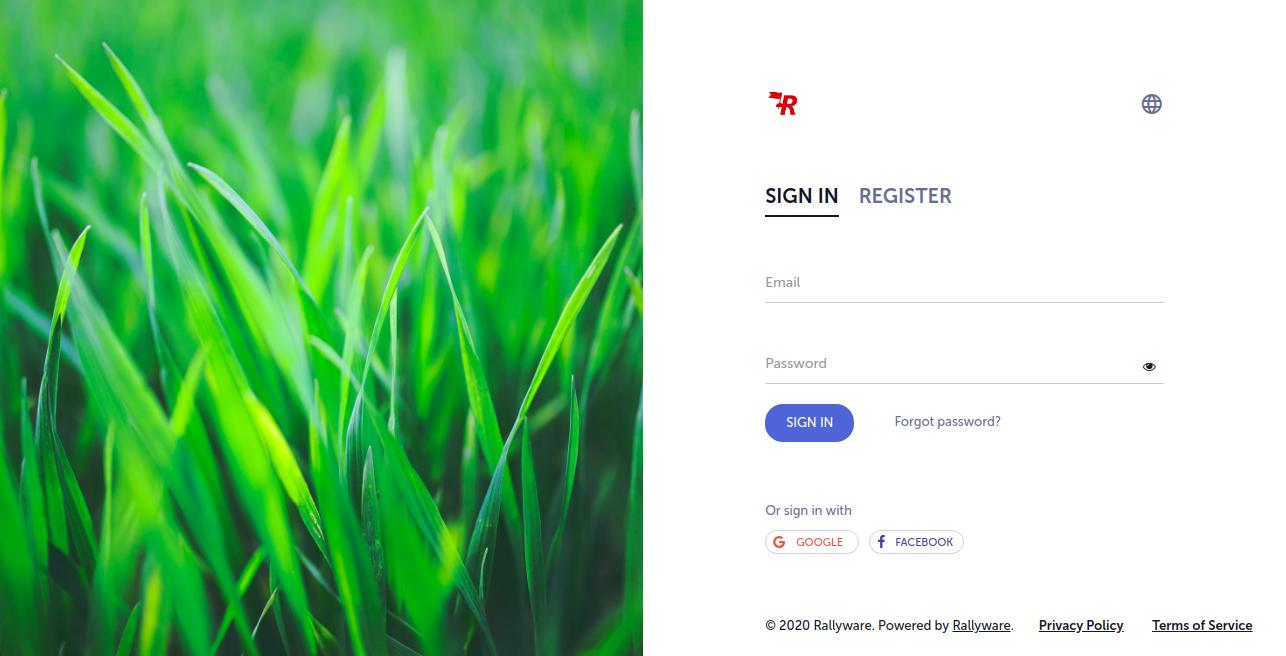 R
SIGN IN REGISTER
Email
Password
SIGN IN Forgot password?
Or sign in with
GOOGLE FACEBOOK
© 2020 Rallyware. Powered by Rallyware. Privacy Policy Terms of Service